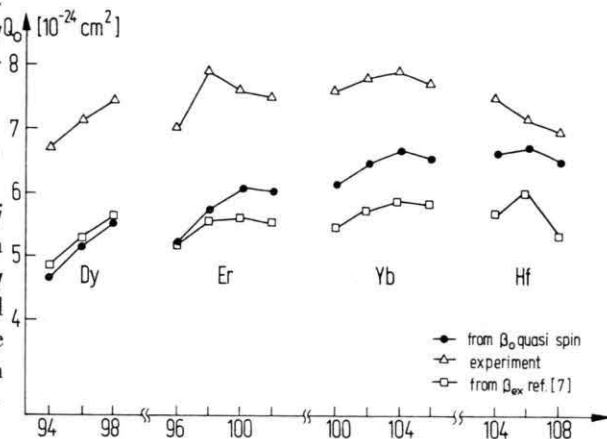 Q₀ [10⁻²⁴ cm²]
8
7
6
5
4
Dy
Er
Yb
Hf
from β₀ quasi spin
experiment
from βex ref. [7]
94 96 98 96 100 100 104 104 108